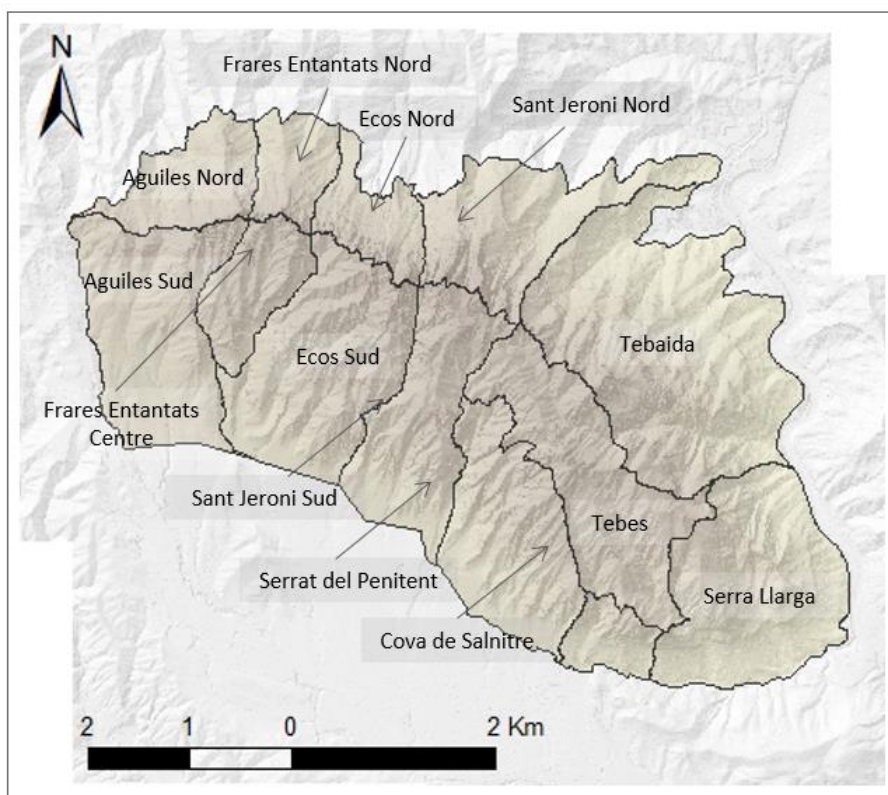 N
Frares Entantats Nord
Ecos Nord
Sant Jeroni Nord
Aguiles Nord
Aguiles Sud
Ecos Sud
Tebaida
Frares Entantats
Centre
Sant Jeroni Sud
Tebes
Serrat del Penitent
Serra Llarga
Cova de Salnitre
2 1 0 2 Km